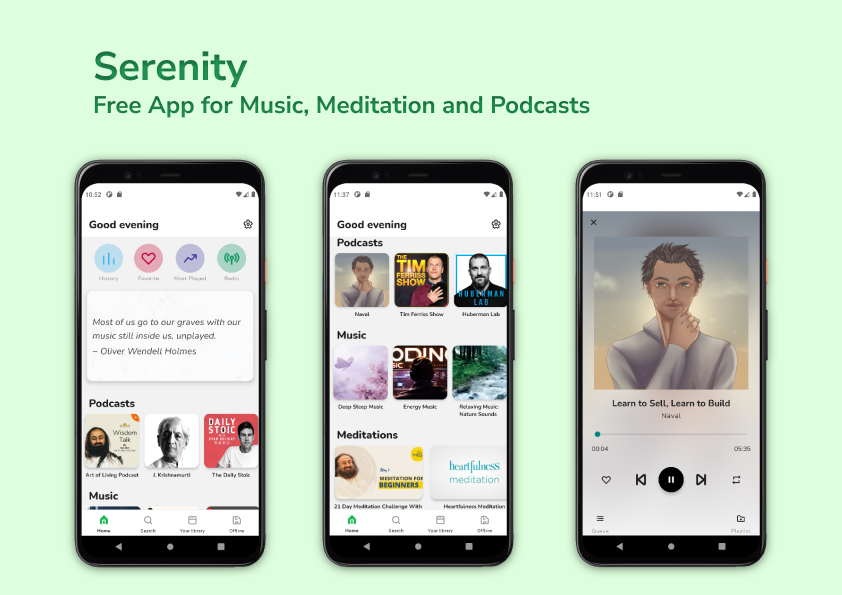 Serenity
Free App for Music, Meditation and Podcasts
10:52
Good evening
History
Favorite
Most Played
Radio
Most of us go to our graves with our
music still inside us, unplayed.
~ Oliver Wendell Holmes
Podcasts
Wisdom
Talk
DAILY
STOIC
Art of Living Podcast
J. Krishnamurti
The Daily Stoic
Music
Home
Search
Your library
Offline
11:37
Good evening
Podcasts
THE
TIM
FERRISS
SHOW
HUBERMAN
LAB
Naval
Tim Ferriss Show
Huberman Lab
Music
ODING
Deep Sleep Music
Energy Music
Relaxing Music:
Nature Sounds
Meditations
Day 1
MEDITATION FOR
BEGINNERS
heartfulness
meditation
21 Day Meditation Challenge With
Heartfulness Meditation
Home
Search
Your library
Offline
11:51
Learn to Sell, Learn to Build
Naval
00:04
05:35
Queue
Playlist